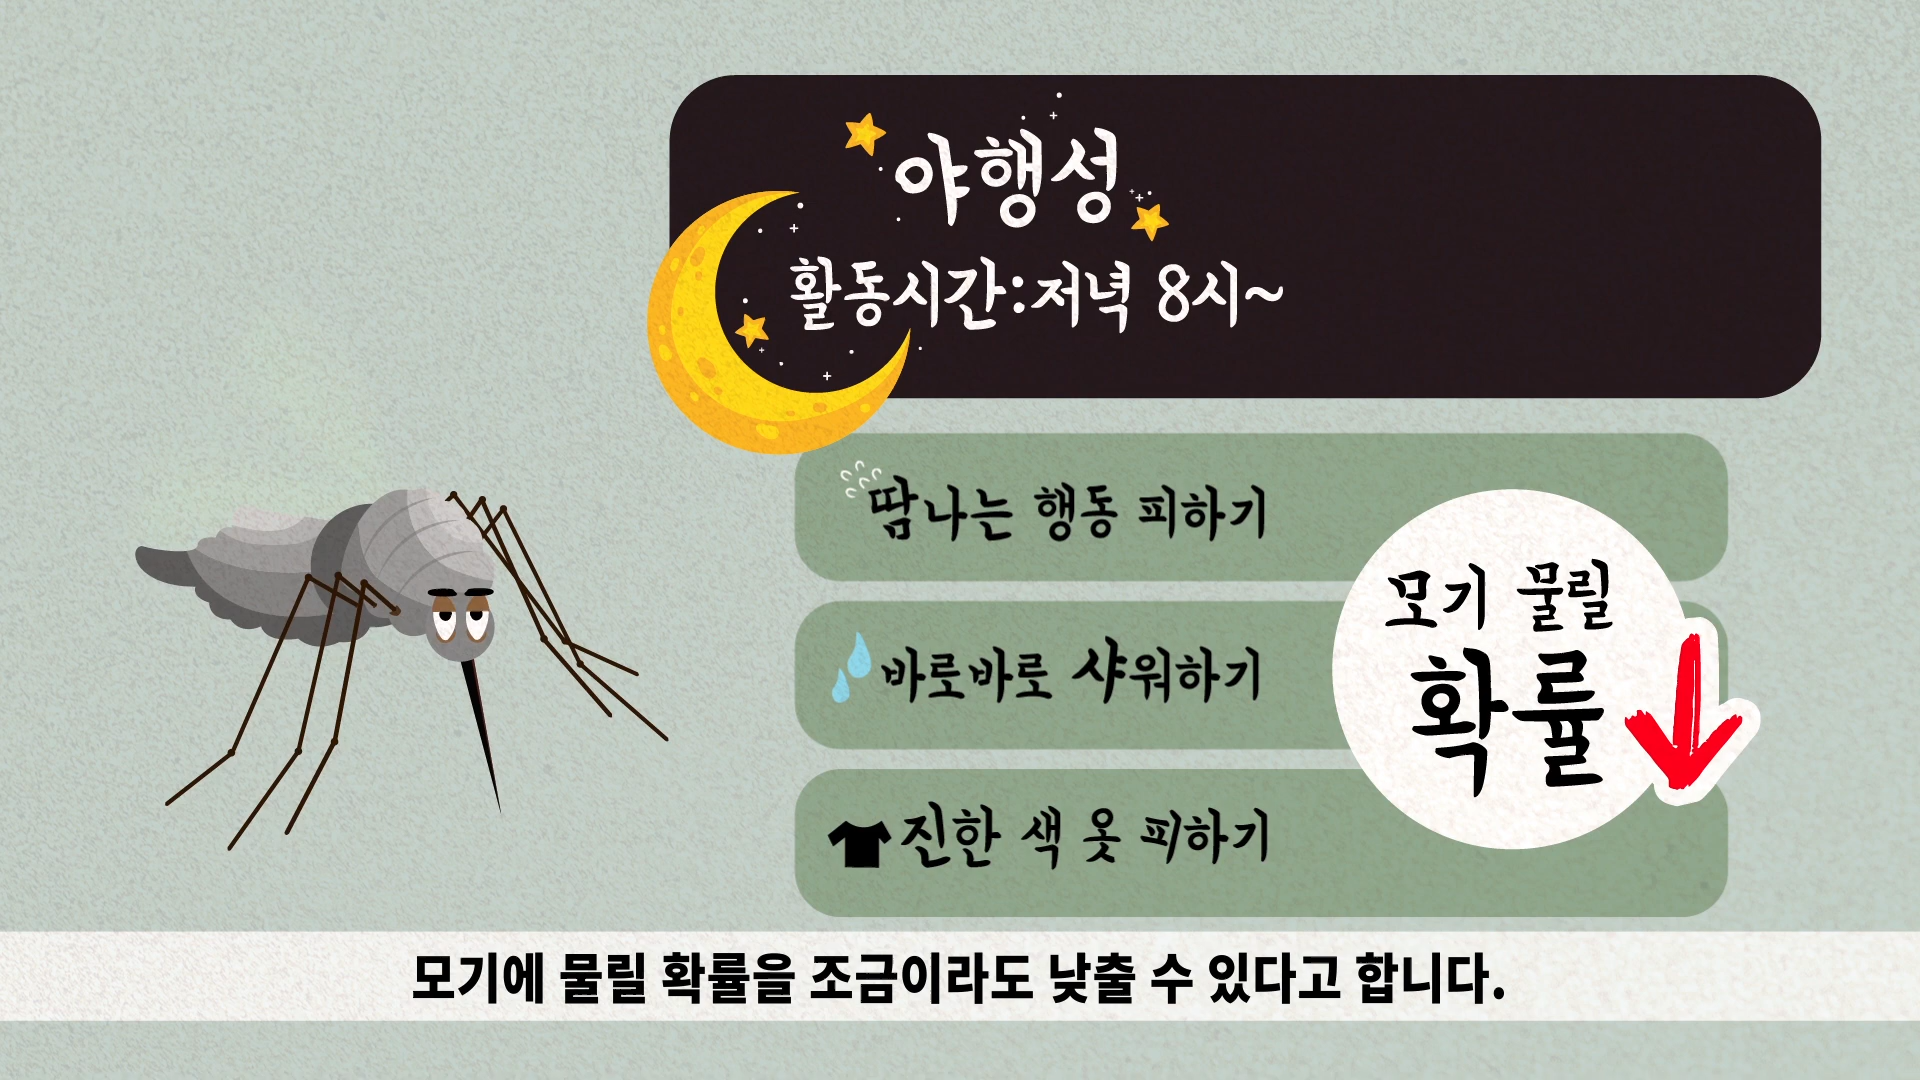 야행성
활동시간:저녁 8시~
땀나는 행동 피하기
바로바로 샤워하기
진한 색 옷 피하기
모기 물릴
확률
모기에 물릴 확률을 조금이라도 낮출 수 있다고 합니다.